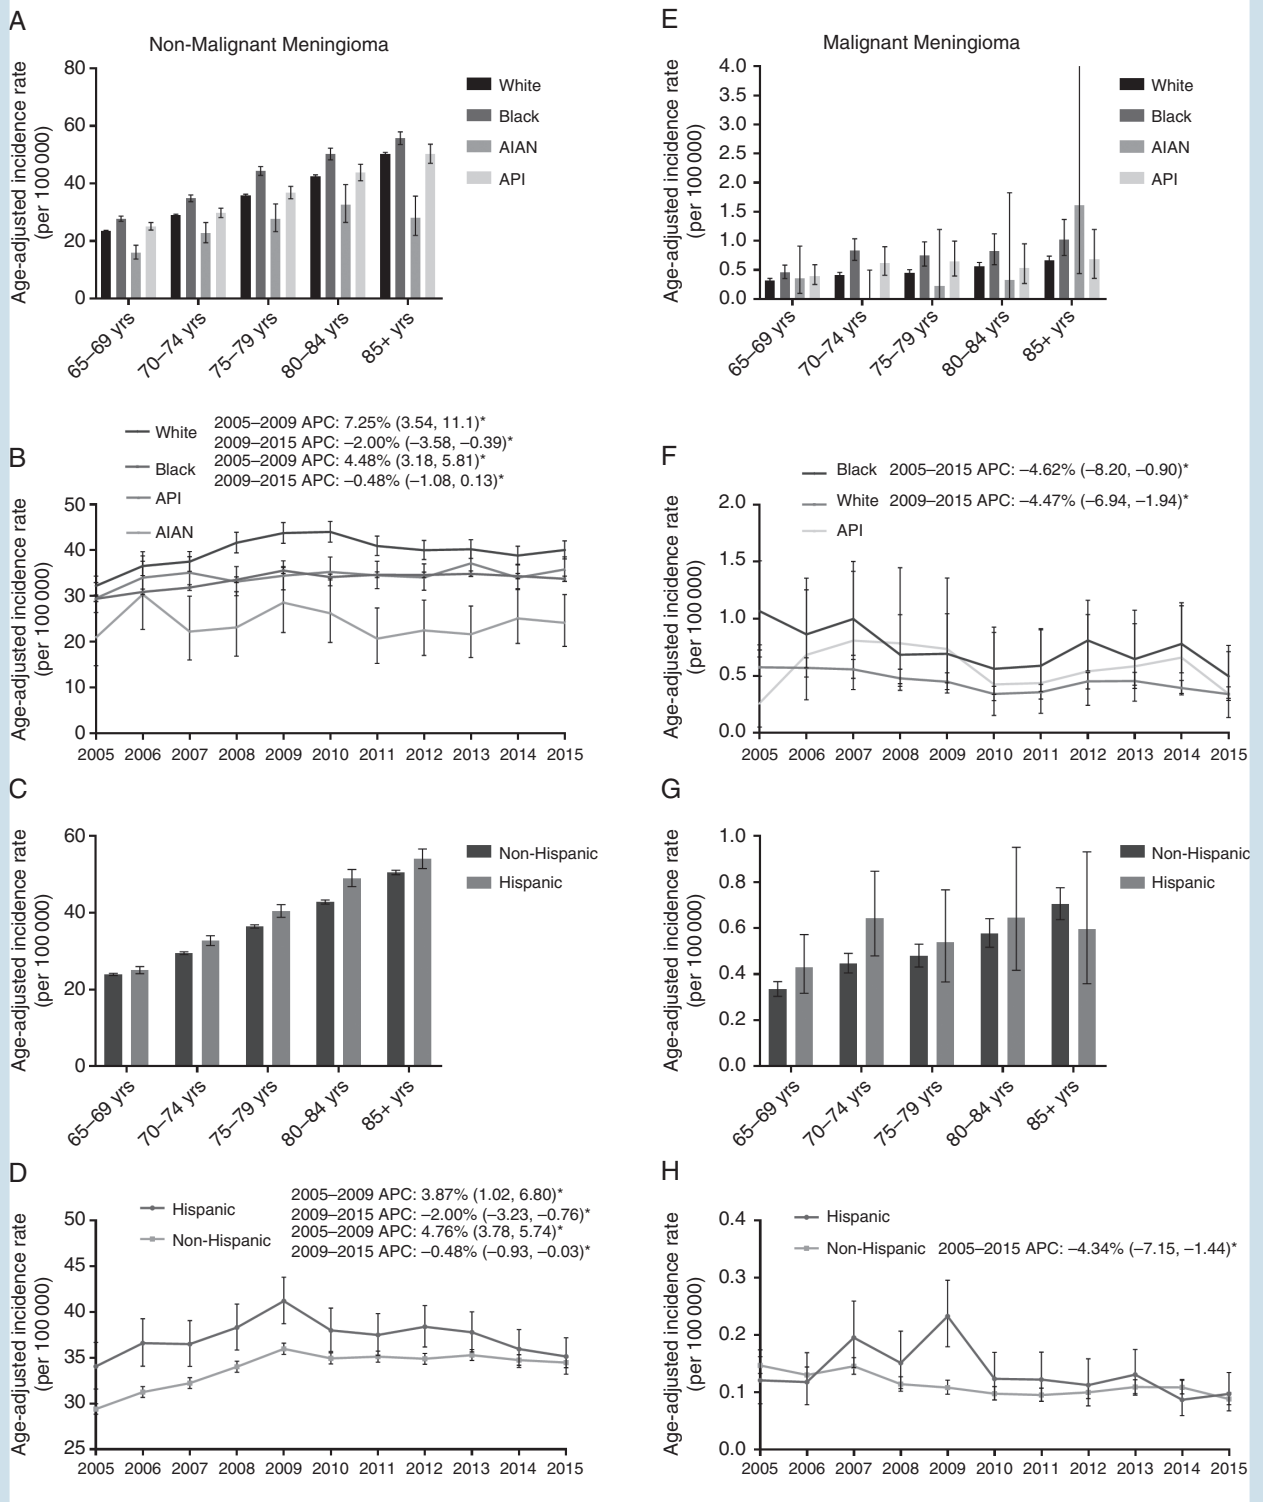 A
Non-Malignant Meningioma
Age-adjusted incidence rate
(per 100 000)
80
60
40
20
0
White
Black
AIAN
API
65–69 yrs
70–74 yrs
75–79 yrs
80–84 yrs
85+ yrs
E
Malignant Meningioma
Age-adjusted incidence rate
(per 100 000)
4.0
3.5
3.0
2.5
2.0
1.5
1.0
0.5
0.0
White
Black
AIAN
API
65–69 yrs
70–74 yrs
75–79 yrs
80–84 yrs
85+ yrs
B
White
2005–2009 APC: 7.25% (3.54, 11.1)*
2009–2015 APC: –2.00% (–3.58, –0.39)*
Black
2005–2009 APC: 4.48% (3.18, 5.81)*
2009–2015 APC: –0.48% (–1.08, 0.13)*
API
AIAN
Age-adjusted incidence rate
(per 100 000)
50
40
30
20
10
0
2005 2006 2007 2008 2009 2010 2011 2012 2013 2014 2015
F
Black 2005–2015 APC: –4.62% (–8.20, –0.90)*
White 2009–2015 APC: –4.47% (–6.94, –1.94)*
API
Age-adjusted incidence rate
(per 100 000)
2.0
1.5
1.0
0.5
0.0
2005 2006 2007 2008 2009 2010 2011 2012 2013 2014 2015
C
Age-adjusted incidence rate
(per 100 000)
60
40
20
0
Non-Hispanic
Hispanic
65–69 yrs
70–74 yrs
75–79 yrs
80–84 yrs
85+ yrs
G
Age-adjusted incidence rate
(per 100 000)
1.0
0.8
0.6
0.4
0.2
0.0
Non-Hispanic
Hispanic
65–69 yrs
70–74 yrs
75–79 yrs
80–84 yrs
85+ yrs
D
Hispanic
2005–2009 APC: 3.87% (1.02, 6.80)*
2009–2015 APC: –2.00% (–3.23, –0.76)*
Non-Hispanic
2005–2009 APC: 4.76% (3.78, 5.74)*
2009–2015 APC: –0.48% (–0.93, –0.03)*
Age-adjusted incidence rate
(per 100 000)
50
45
40
35
30
25
2005 2006 2007 2008 2009 2010 2011 2012 2013 2014 2015
H
Hispanic
Non-Hispanic 2005–2015 APC: –4.34% (–7.15, –1.44)*
Age-adjusted incidence rate
(per 100 000)
0.4
0.3
0.2
0.1
0.0
2005 2006 2007 2008 2009 2010 2011 2012 2013 2014 2015